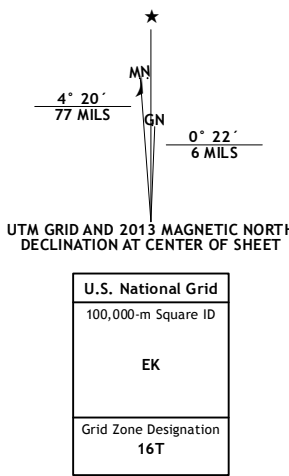 ★
MN
4° 20´
77 MILS
GN
0° 22´
6 MILS
UTM GRID AND 2013 MAGNETIC NORTH
DECLINATION AT CENTER OF SHEET
U.S. National Grid
100,000-m Square ID
EK
Grid Zone Designation
16T